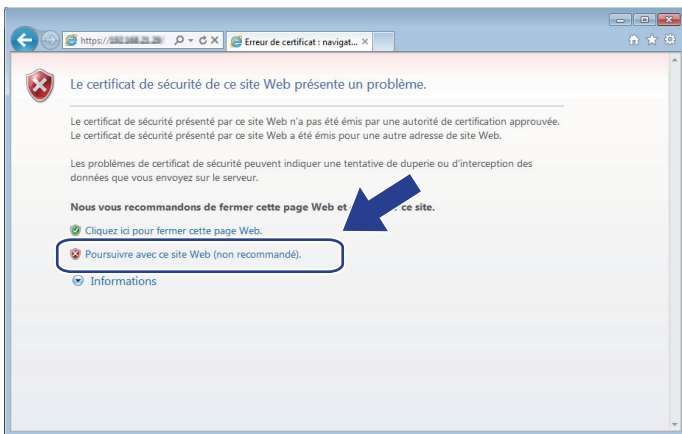 https://
Erreur de certificat : navigat...
Le certificat de sécurité de ce site Web présente un problème.
Le certificat de sécurité présenté par ce site Web n'a pas été émis par une autorité de certification approuvée.
Le certificat de sécurité présenté par ce site Web a été émis pour une autre adresse de site Web.
Les problèmes de certificat de sécurité peuvent indiquer une tentative de duperie ou d'interception des
données que vous envoyez sur le serveur.
Nous vous recommandons de fermer cette page Web et ce site.
Cliquez ici pour fermer cette page Web.
Poursuivre avec ce site Web (non recommandé).
Informations